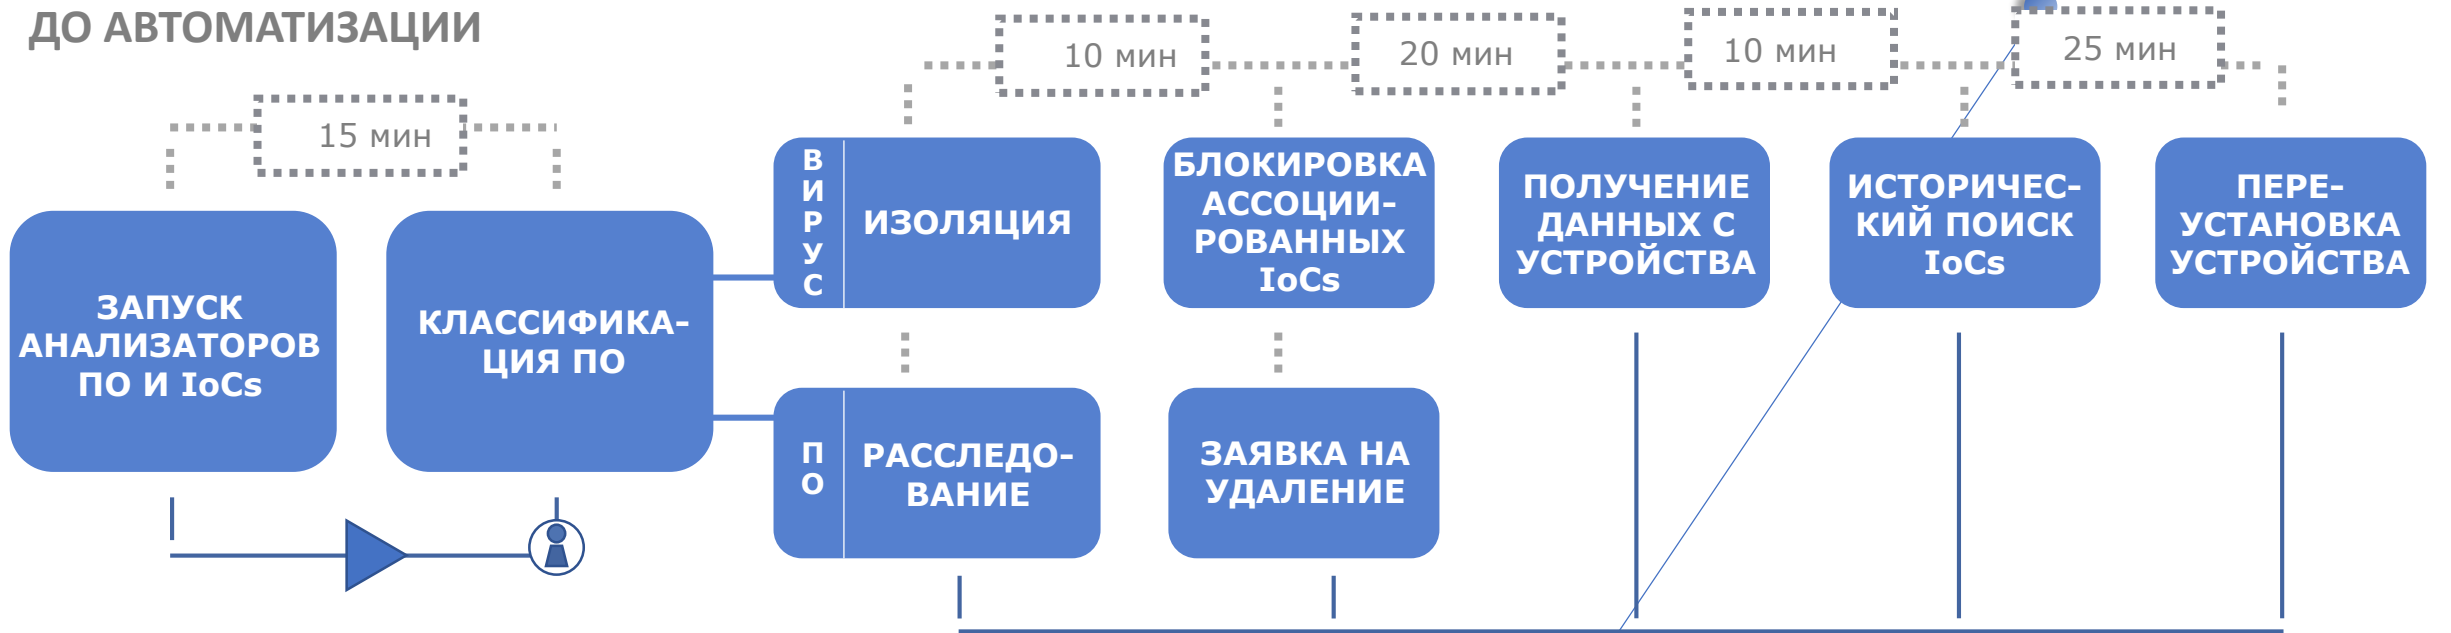 ДО АВТОМАТИЗАЦИИ
10 мин
20 мин
10 мин
25 мин
15 мин
ЗАПУСК
АНАЛИЗАТОРОВ
ПО И IoCs
КЛАССИФИКА-
ЦИЯ ПО
В
И
Р
У
С
ИЗОЛЯЦИЯ
БЛОКИРОВКА
АССОЦИИ-
РОВАННЫХ
IoCs
ПОЛУЧЕНИЕ
ДАННЫХ С
УСТРОЙСТВА
ИСТОРИЧЕС-
КИЙ ПОИСК
IoCs
ПЕРЕ-
УСТАНОВКА
УСТРОЙСТВА
П
О
РАССЛЕДО-
ВАНИЕ
ЗАЯВКА НА
УДАЛЕНИЕ